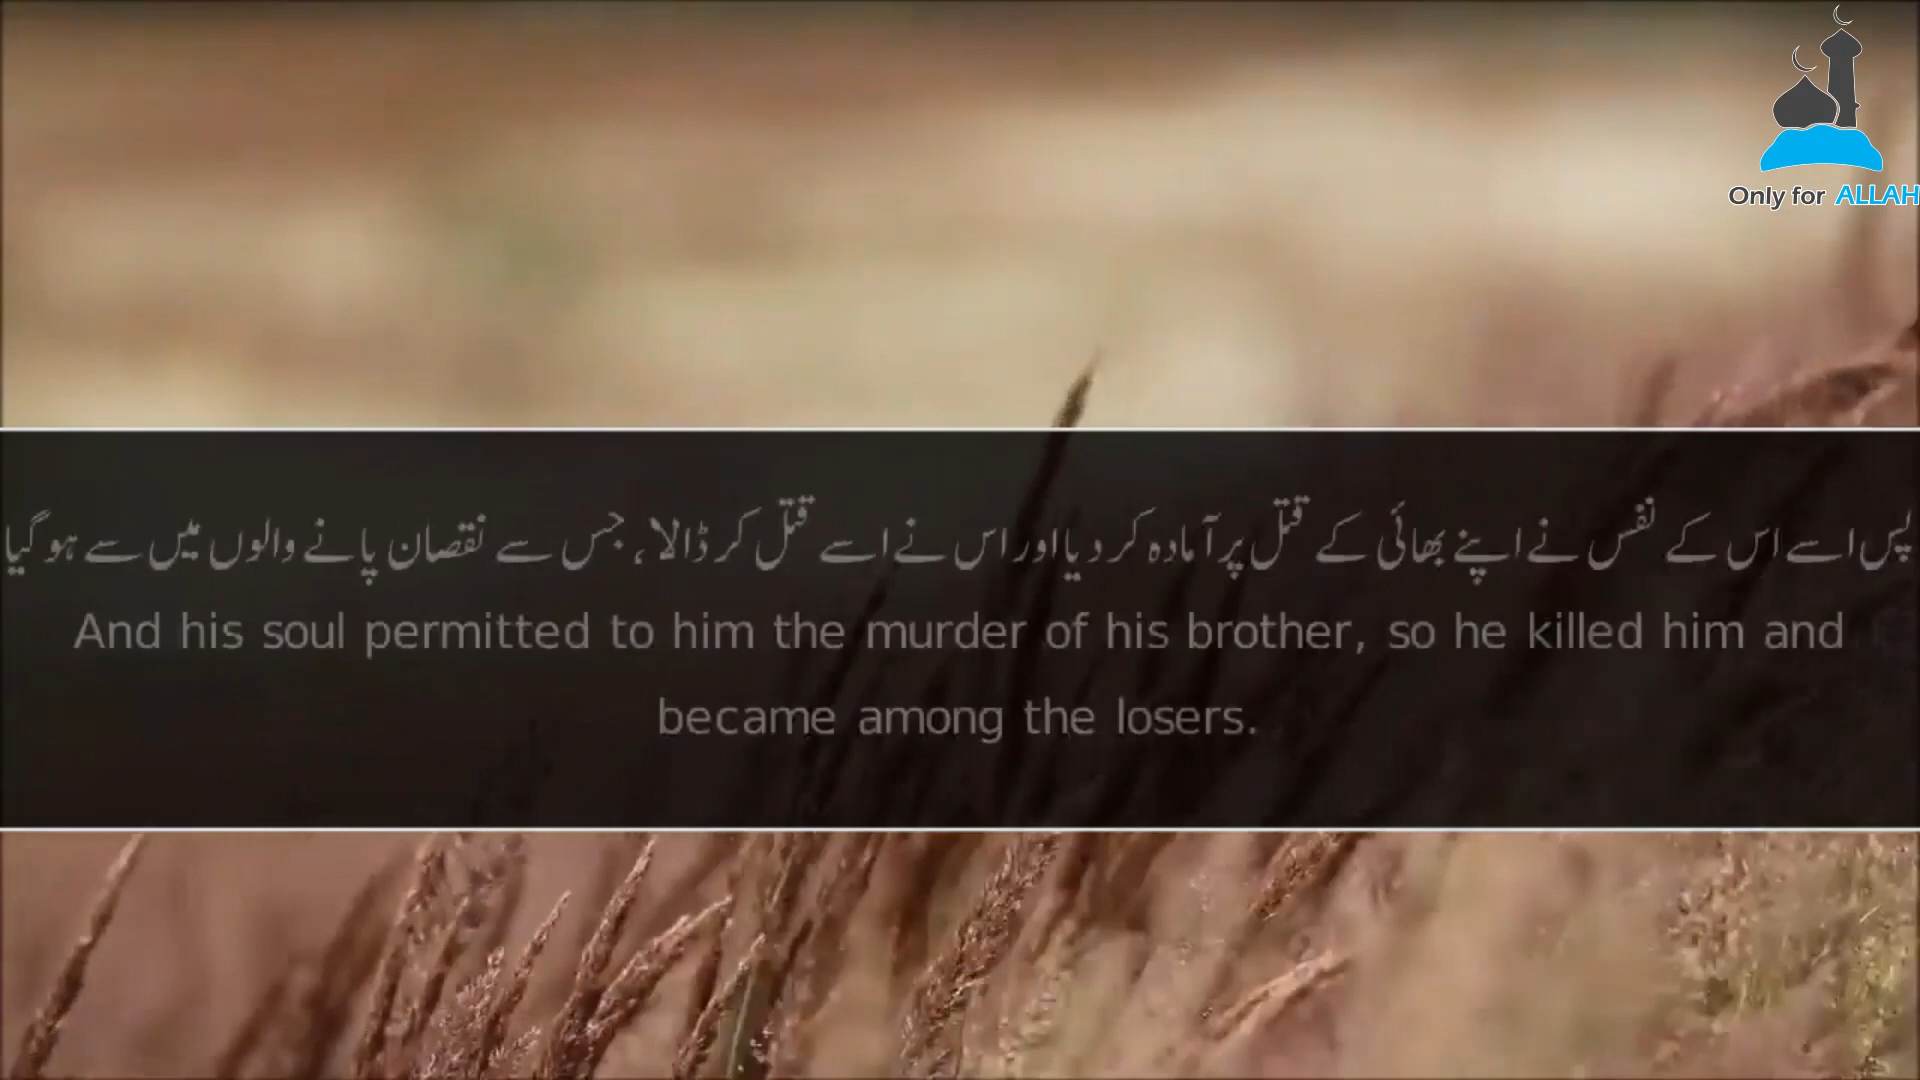 Only for ALLAH
پس اسے اس کے نفس نے اپنے بھائی کے قتل پر آمادہ کر دیا اور اس نے اسے قتل کر ڈالا، جس سے نقصان پانے والوں میں سے ہو گیا
And his soul permitted to him the murder of his brother, so he killed him and
became among the losers.